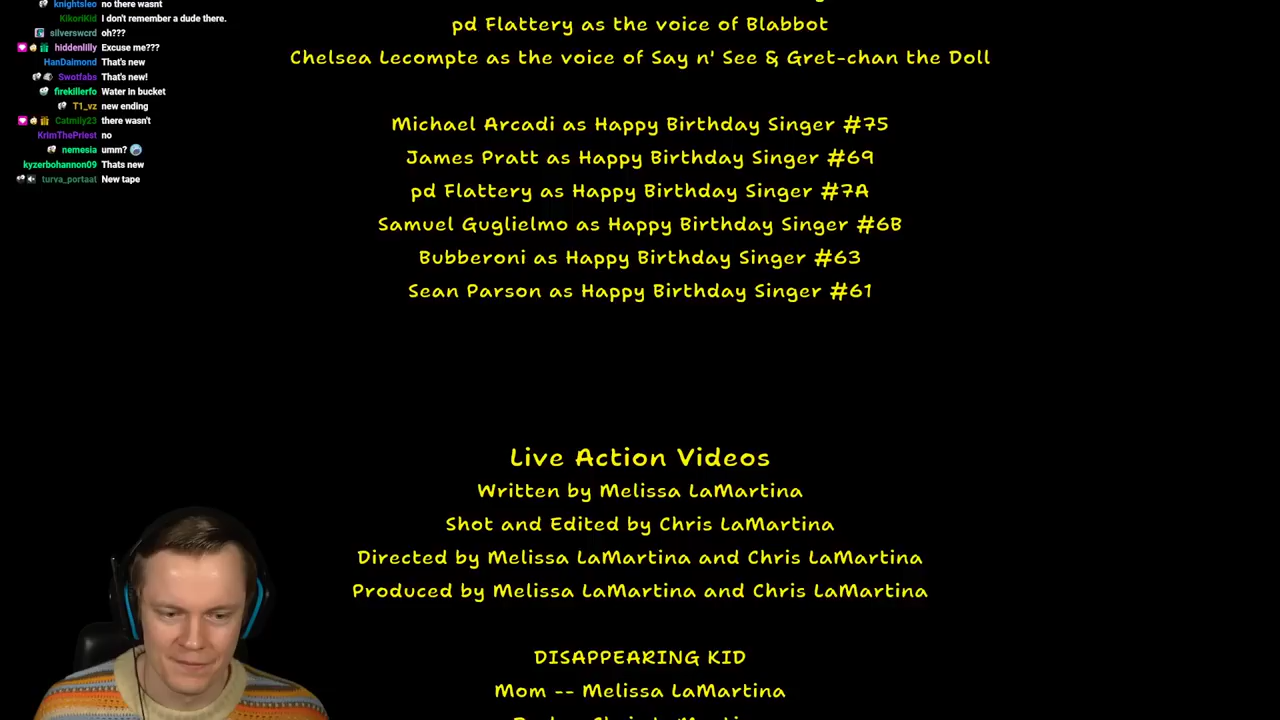 knightsleo no there wasnt
KikoriKid I don't remember a dude there.
silverswcrd oh???
hiddenlilly Excuse me???
HanDaimond That's new
Swotfabs That's new!
firekillerfo Water in bucket
T1_vz new ending
Catmily23 there wasn't
KrimThePriest no
nemesia umm?
kyzerbohannon09 Thats new
turva_portaat New tape
pd Flattery as the voice of Blabbot
Chelsea Lecompte as the voice of Say n' See & Gret-chan the Doll
Michael Arcadi as Happy Birthday Singer #75
James Pratt as Happy Birthday Singer #69
pd Flattery as Happy Birthday Singer #7A
Samuel Guglielmo as Happy Birthday Singer #6B
Bubberoni as Happy Birthday Singer #63
Sean Parson as Happy Birthday Singer #61
Live Action Videos
Written by Melissa LaMartina
Shot and Edited by Chris LaMartina
Directed by Melissa LaMartina and Chris LaMartina
Produced by Melissa LaMartina and Chris LaMartina
DISAPPEARING KID
Mom -- Melissa LaMartina